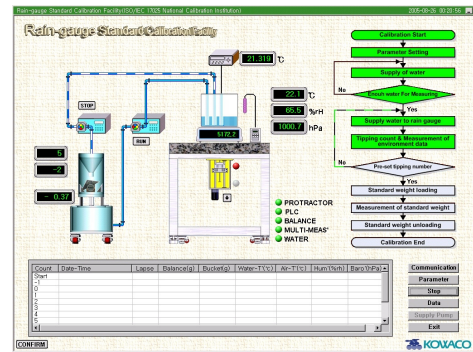 Rain-gauge Standard Calibration Facility(ISO/IEC 17025 National Calibration Institution)
2005-08-26 00:28:56
Rain-gauge Standard Calibration Facility
21.319 ℃
STOP
RUN
22.1 ℃
65.5 %rH
1000.7 hPa
5172.2
5
-2
- 0.37
PROTRACTOR
PLC
BALANCE
MULTI-MEAS'
WATER
Calibration Start
Parameter Setting
Supply of water
No
Enouh water For Measuring
Yes
Supply water to rain gauge
Tipping count & Measurement of
environment data
No
Pre-set tipping number
Yes
Standard weight loading
Measurement of standard weight
Standard weight unloading
Calibration End
Count Date-Time Lapse Balance(g) Bucket(g) Water-T'(℃) Air-T'(℃) Hum'(%rh) Baro'(hPa)
Start
-1
0
1
2
3
4
5
Communication
Parameter
Stop
Data
Supply Pump
Exit
CONFIRM
KOWACO